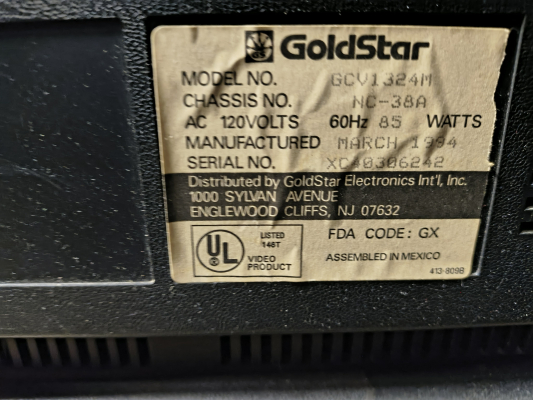 GS GoldStar
MODEL NO. GCV1324M
CHASSIS NO. NC-38A
AC 120VOLTS 60Hz 85 WATTS
MANUFACTURED MARCH 1994
SERIAL NO. XC40306242
Distributed by GoldStar Electronics Int'l, Inc.
1000 SYLVAN AVENUE
ENGLEWOOD CLIFFS, NJ 07632
UL LISTED
146T
VIDEO
PRODUCT
FDA CODE: GX
ASSEMBLED IN MEXICO
413-809B